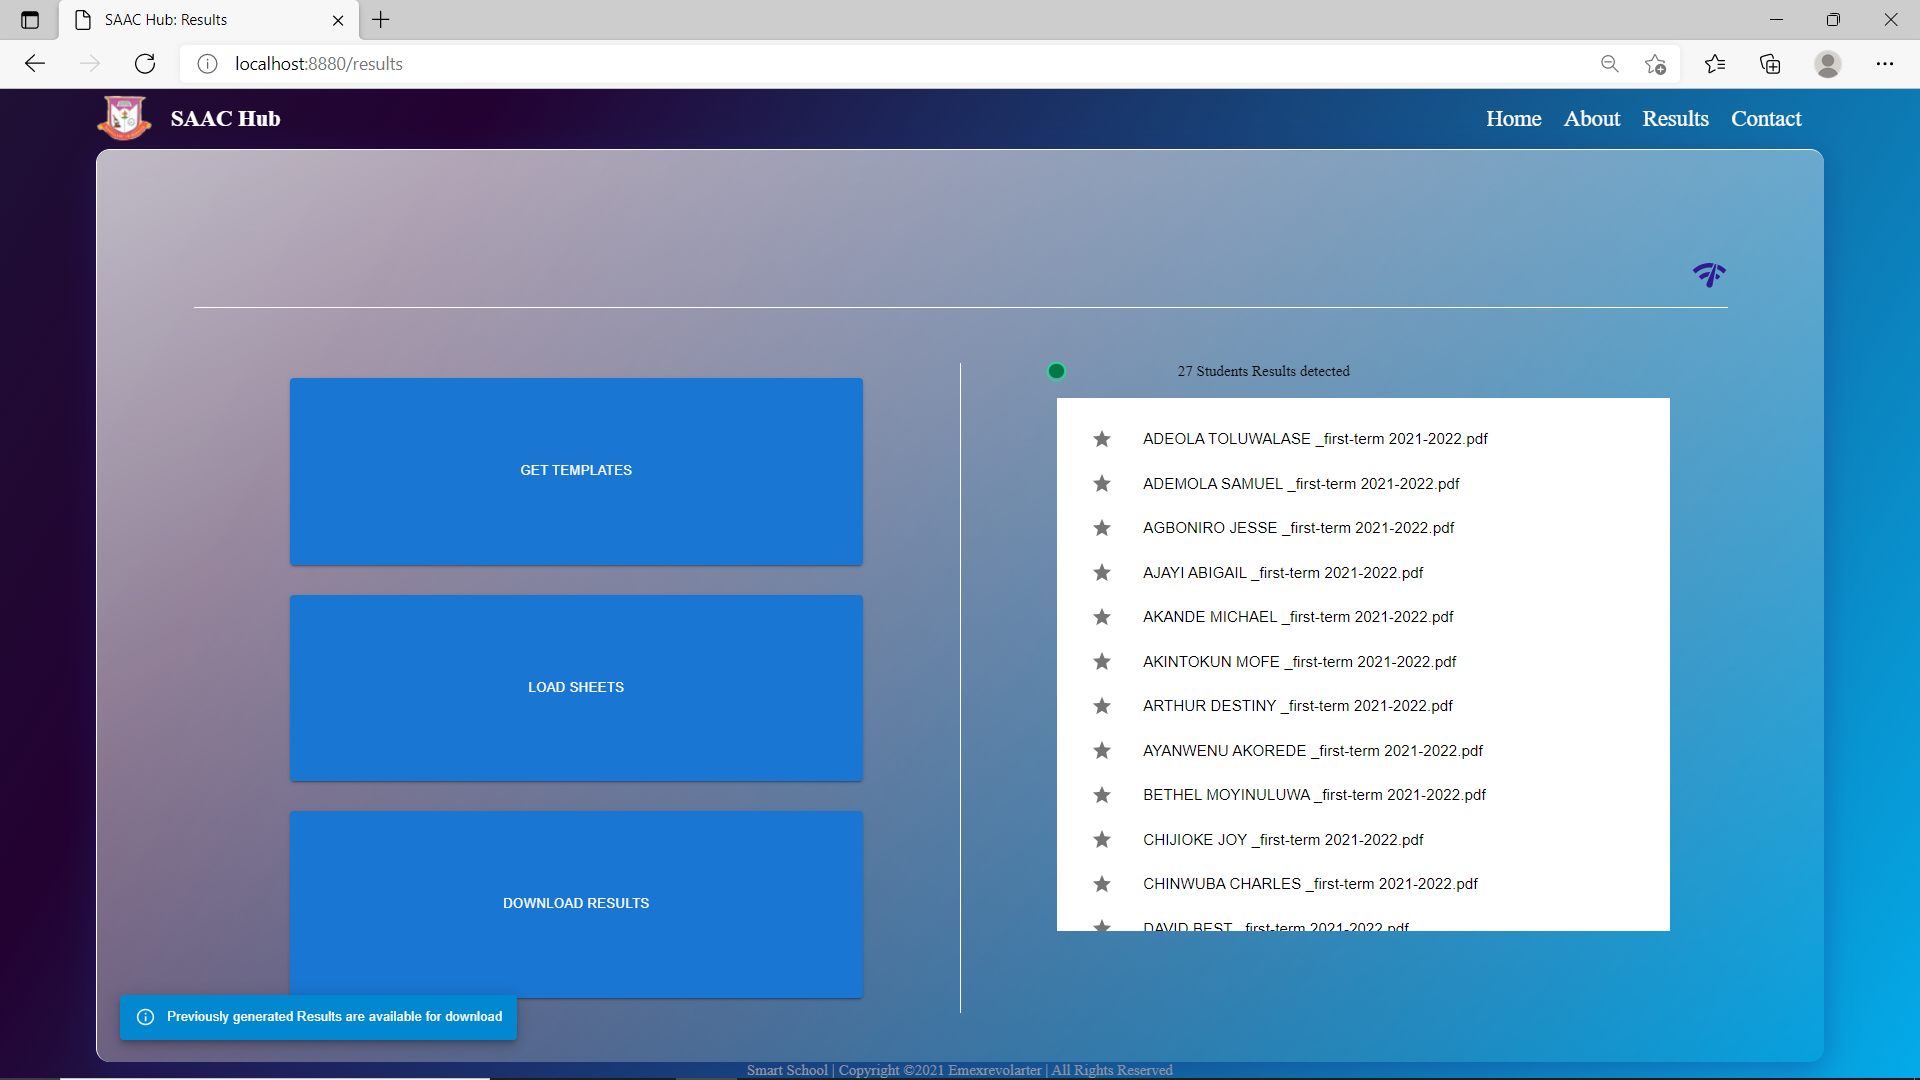 SAAC Hub: Results
localhost:8880/results
SAAC Hub
Home About Results Contact
27 Students Results detected
GET TEMPLATES
LOAD SHEETS
DOWNLOAD RESULTS
ADEOLA TOLUWALASE _first-term 2021-2022.pdf
ADEMOLA SAMUEL _first-term 2021-2022.pdf
AGBONIRO JESSE _first-term 2021-2022.pdf
AJAYI ABIGAIL _first-term 2021-2022.pdf
AKANDE MICHAEL _first-term 2021-2022.pdf
AKINTOKUN MOFE _first-term 2021-2022.pdf
ARTHUR DESTINY _first-term 2021-2022.pdf
AYANWENU AKOREDE _first-term 2021-2022.pdf
BETHEL MOYINULUWA _first-term 2021-2022.pdf
CHIJIOKE JOY _first-term 2021-2022.pdf
CHINWUBA CHARLES _first-term 2021-2022.pdf
DAVID BEST _first-term 2021-2022.pdf
Previously generated Results are available for download
Smart School | Copyright ©2021 Emexrevolarter | All Rights Reserved